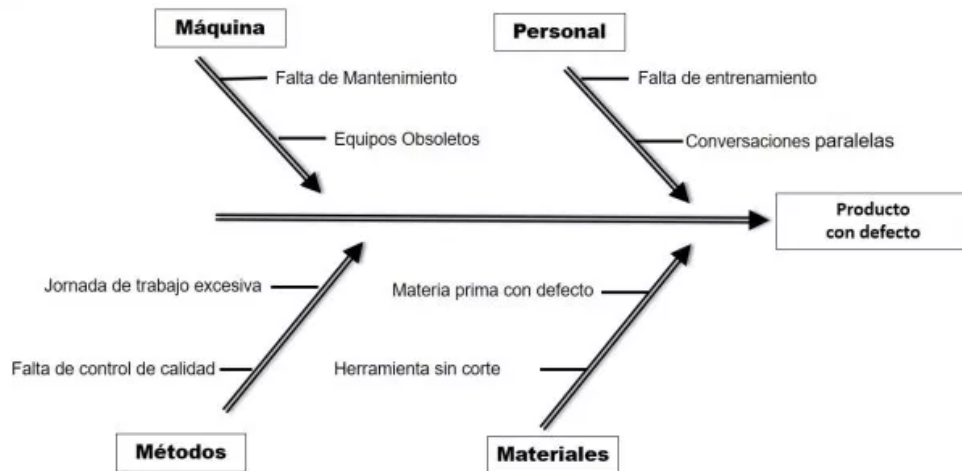 Máquina
Personal
Falta de Mantenimiento
Falta de entrenamiento
Equipos Obsoletos
Conversaciones paralelas
Producto
con defecto
Jornada de trabajo excesiva
Materia prima con defecto
Falta de control de calidad
Herramienta sin corte
Métodos
Materiales